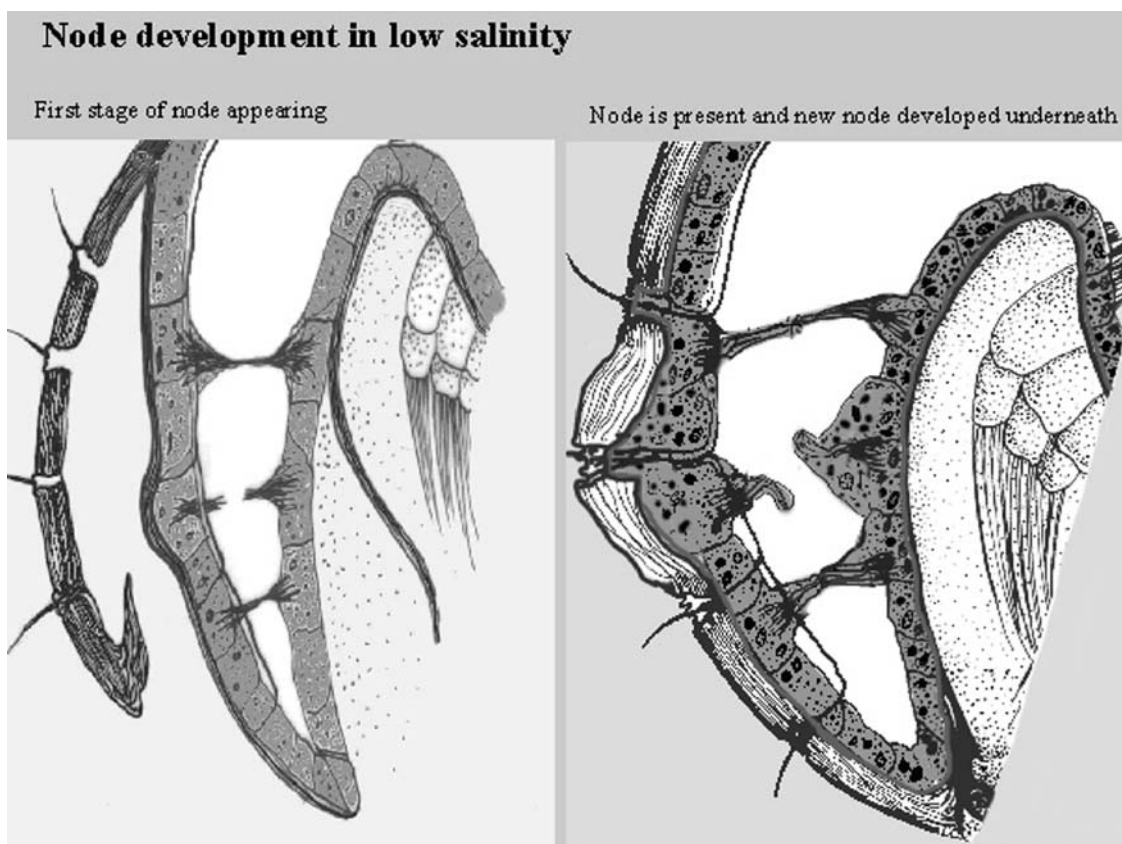 Node development in low salinity
First stage of node appearing
Node is present and new node developed underneath